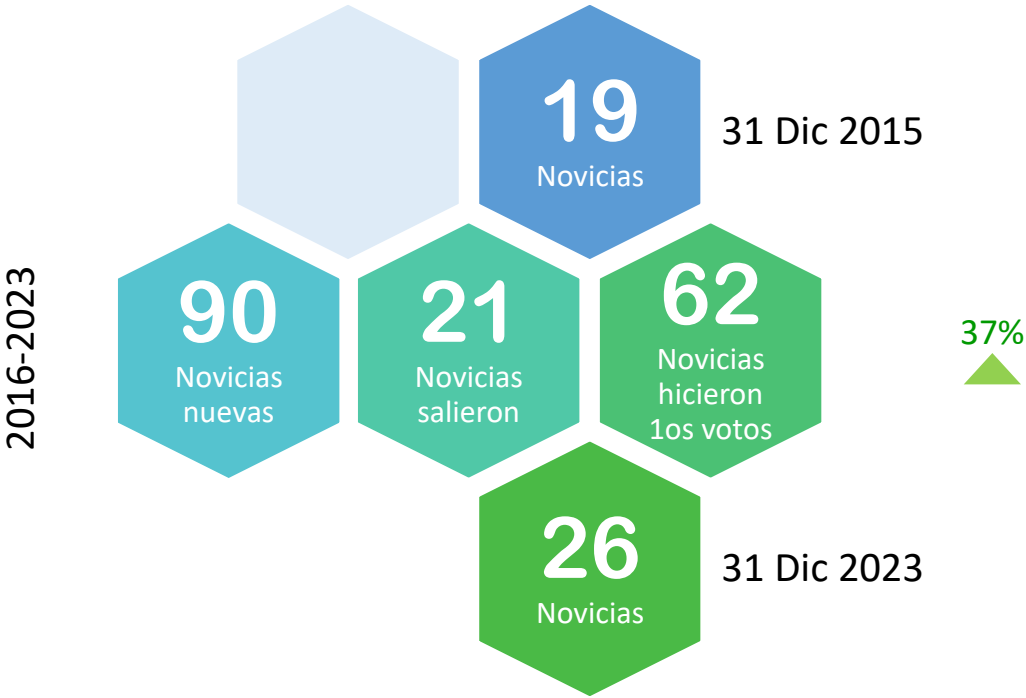 19
Novicias
31 Dic 2015
2016-2023
90
Novicias
nuevas
21
Novicias
salieron
62
Novicias
hicieron
1os votos
37%
26
Novicias
31 Dic 2023